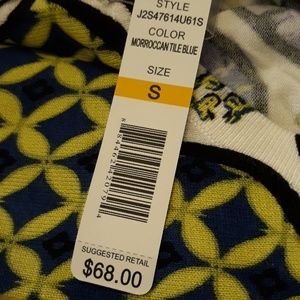 STYLE
J2S47614U61S
COLOR
MORROCCAN TILE BLUE
SIZE
S
SUGGESTED RETAIL
$68.00